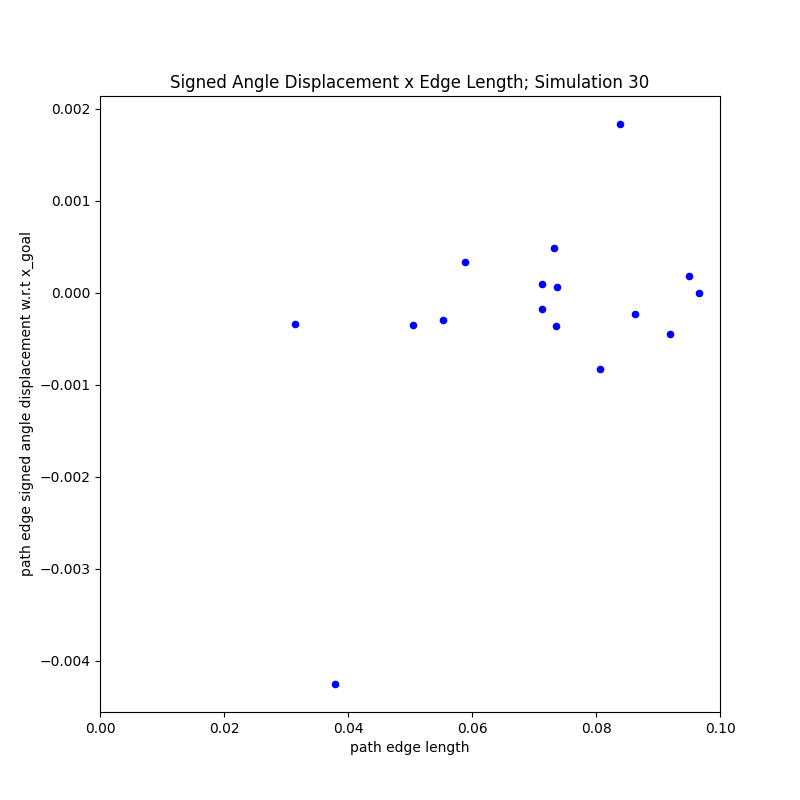 Signed Angle Displacement x Edge Length; Simulation 30
0.002
0.001
0.000
−0.001
−0.002
−0.003
−0.004
path edge signed angle displacement w.r.t x_goal
0.00 0.02 0.04 0.06 0.08 0.10
path edge length